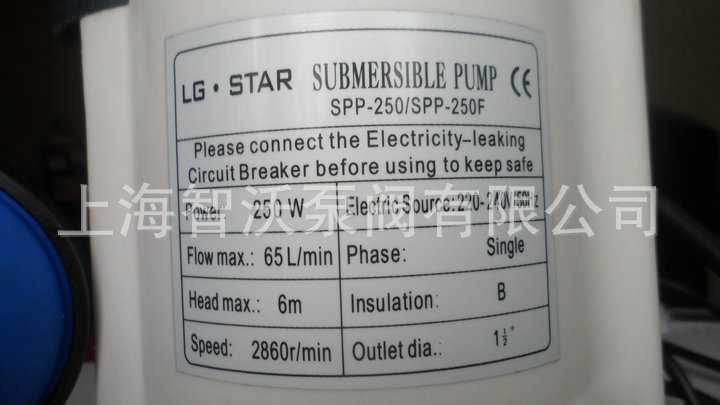 LG·STAR SUBMERSIBLE PUMP CE
SPP-250/SPP-250F
Please connect the Electricity-leaking
Circuit Breaker before using to keep safe
Power: 250 W Electric Source: 220-240V/50Hz
上海智沃泵阀有限公司
Flow max.: 65 L/min Phase: Single
Head max.: 6m Insulation: B
Speed: 2860r/min Outlet dia.: 1½"